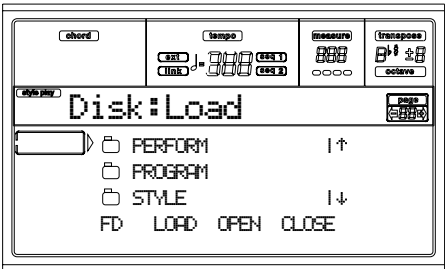 chord tempo measure transpose
ext seq 1
link seq 2
octave
style play page
Disk:Load
PERFORM
PROGRAM
STYLE
FD LOAD OPEN CLOSE